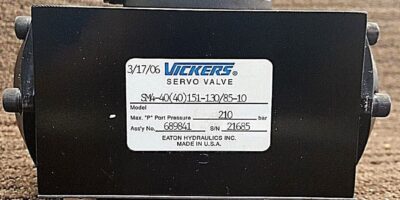 3/17/06 VICKERS®
SERVO VALVE
SM4-40(40)151-130/85-10
Model
Max. "P" Port Pressure 210 bar
Ass'y No. 689841 S/N 21685
EATON HYDRAULICS INC.
MADE IN U.S.A.